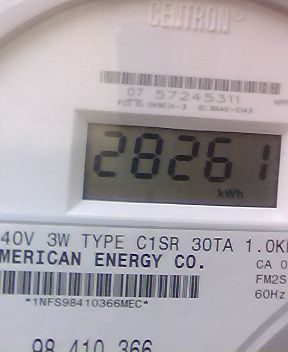 CENTRON
07 57245311
28261
kWh
40V 3W TYPE C1SR 30TA 1.0K
MERICAN ENERGY CO.
CA 0
FM2S
60Hz
*1NFS98410366MEC*
98 410 366